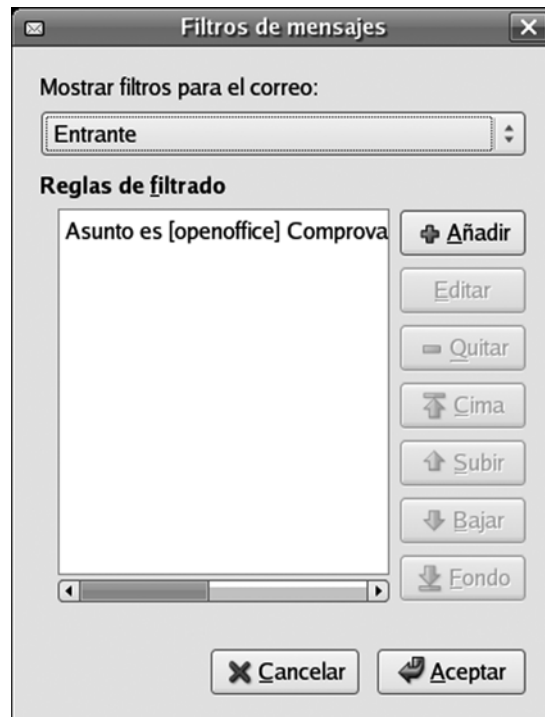 Filtros de mensajes
Mostrar filtros para el correo:
Entrante
Reglas de filtrado
Asunto es [openoffice] Comprova
Añadir
Editar
Quitar
Cima
Subir
Bajar
Fondo
Cancelar
Aceptar